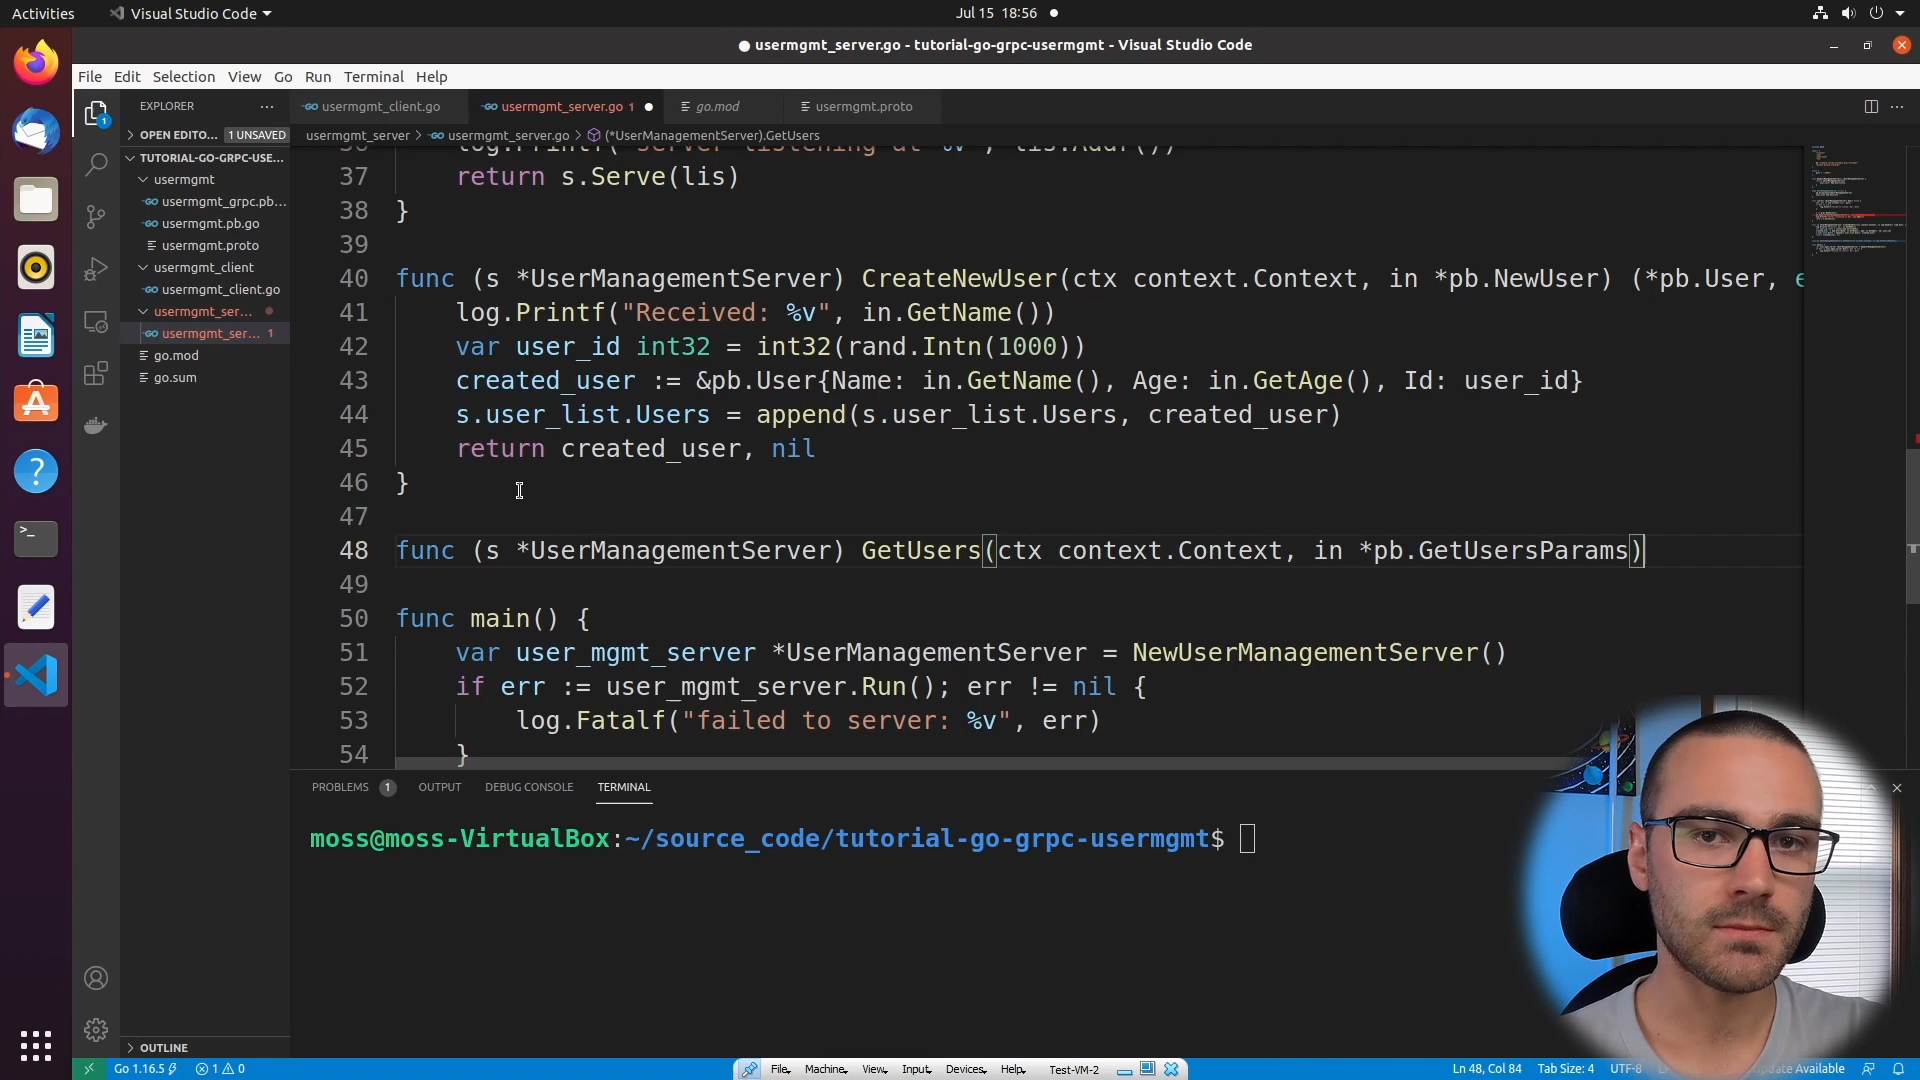 Activities
Visual Studio Code
Jul 15 18:56
usermgmt_server.go - tutorial-go-grpc-usermgmt - Visual Studio Code
File Edit Selection View Go Run Terminal Help
EXPLORER
usermgmt_client.go
usermgmt_server.go 1
go.mod
usermgmt.proto
OPEN EDITO... 1 UNSAVED
usermgmt_server > usermgmt_server.go > (*UserManagementServer).GetUsers
TUTORIAL-GO-GRPC-USE...
usermgmt
usermgmt_grpc.pb...
usermgmt.pb.go
usermgmt.proto
usermgmt_client
usermgmt_client.go
usermgmt_ser...
usermgmt_ser... 1
go.mod
go.sum
36 log.Printf("server listening at %v", lis.Addr())
37 return s.Serve(lis)
38 }
39
40 func (s *UserManagementServer) CreateNewUser(ctx context.Context, in *pb.NewUser) (*pb.User, e
41 log.Printf("Received: %v", in.GetName())
42 var user_id int32 = int32(rand.Intn(1000))
43 created_user := &pb.User{Name: in.GetName(), Age: in.GetAge(), Id: user_id}
44 s.user_list.Users = append(s.user_list.Users, created_user)
45 return created_user, nil
46 }
47
48 func (s *UserManagementServer) GetUsers(ctx context.Context, in *pb.GetUsersParams)
49
50 func main() {
51 var user_mgmt_server *UserManagementServer = NewUserManagementServer()
52 if err := user_mgmt_server.Run(); err != nil {
53 log.Fatalf("failed to server: %v", err)
54 }
PROBLEMS 1 OUTPUT DEBUG CONSOLE TERMINAL
moss@moss-VirtualBox:~/source_code/tutorial-go-grpc-usermgmt$
OUTLINE
Go 1.16.5
1 0
File Machine View Input Devices Help Test-VM-2
Ln 48, Col 84 Tab Size: 4 UTF-8 Update Available